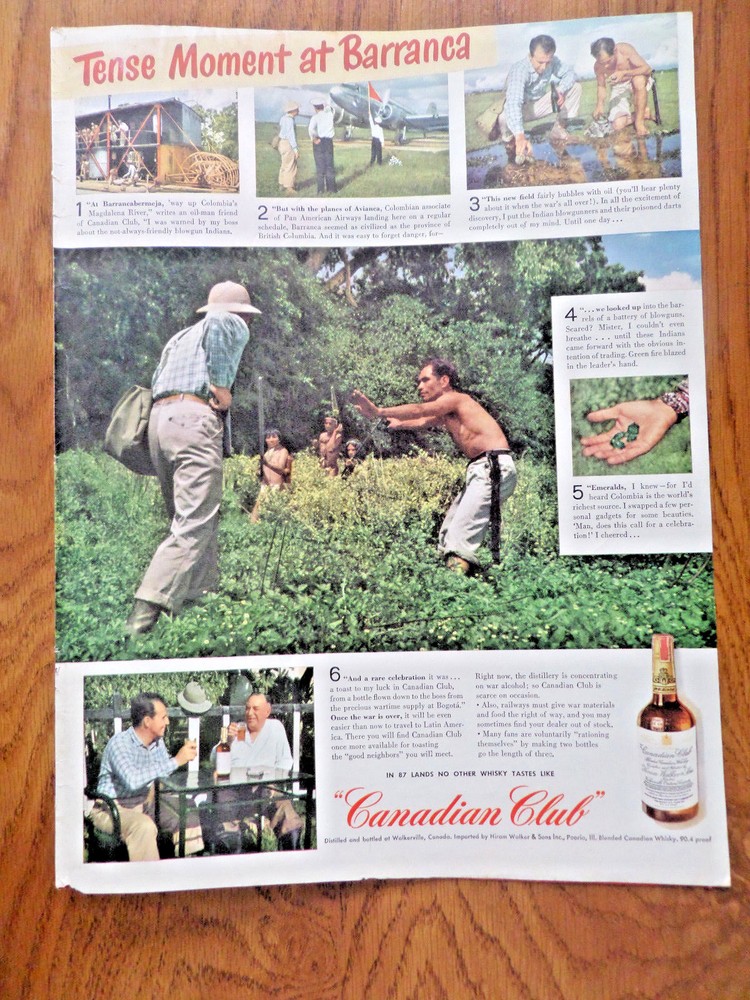 Tense Moment at Barranca
1 "At Barrancabermeja, 'way up Colombia's
Magdalena River," writes an oil-man friend
of Canadian Club, "I was warned by my boss
about the not-always-friendly blowgun Indians.
2 "But with the planes of Avianca, Colombian associate
of Pan American Airways landing here on a regular
schedule, Barranca seemed as civilized as the province of
British Columbia. And it was easy to forget danger, for—
3 "This new field fairly bubbles with oil (you'll hear plenty
about it when the war's all over!). In all the excitement of
discovery, I put the Indian blowgunners and their poisoned darts
completely out of my mind. Until one day . . .
4 ". . . we looked up into the bar-
rels of a battery of blowguns.
Scared? Mister, I couldn't even
breathe . . . until those Indians
came forward with the obvious in-
tention of trading. Green fire blazed
in the leader's hand.
5 "Emeralds, I knew—for I'd
heard Colombia is the world's
richest source. I swapped a few per-
sonal gadgets for some beauties.
'Man, does this call for a celebra-
tion!' I cheered . . .
6 "And a rare celebration it was . . .
a toast to my luck in Canadian Club,
from a bottle flown down to the boss from
the precious wartime supply at Bogotá."
Once the war is over, it will be even
easier than now to travel to Latin Amer-
ica. There you will find Canadian Club
once more available for toasting
the "good neighbors" you will meet.
Right now, the distillery is concentrating
on war alcohol; so Canadian Club is
scarce on occasion.
• Also, railways must give war materials
and food the right of way, and you may
sometimes find your dealer out of stock.
• Many fans are voluntarily "rationing
themselves" by making two bottles
go the length of three.
IN 87 LANDS NO OTHER WHISKY TASTES LIKE
"Canadian Club"
Distilled and bottled at Walkerville, Canada. Imported by Hiram Walker & Sons Inc., Peoria, Ill. Blended Canadian Whisky. 90.4 proof
Canadian Club